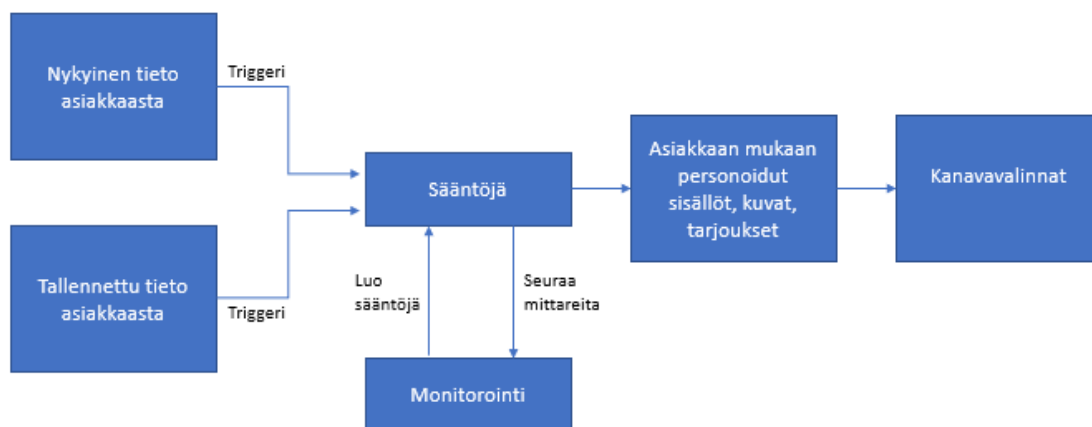 Nykyinen tieto
asiakkaasta
Triggeri
Tallennettu tieto
asiakkaasta
Triggeri
Sääntöjä
Luo
sääntöjä
Seuraa
mittareita
Monitorointi
Asiakkaan mukaan
personoidut
sisällöt, kuvat,
tarjoukset
Kanavavalinnat